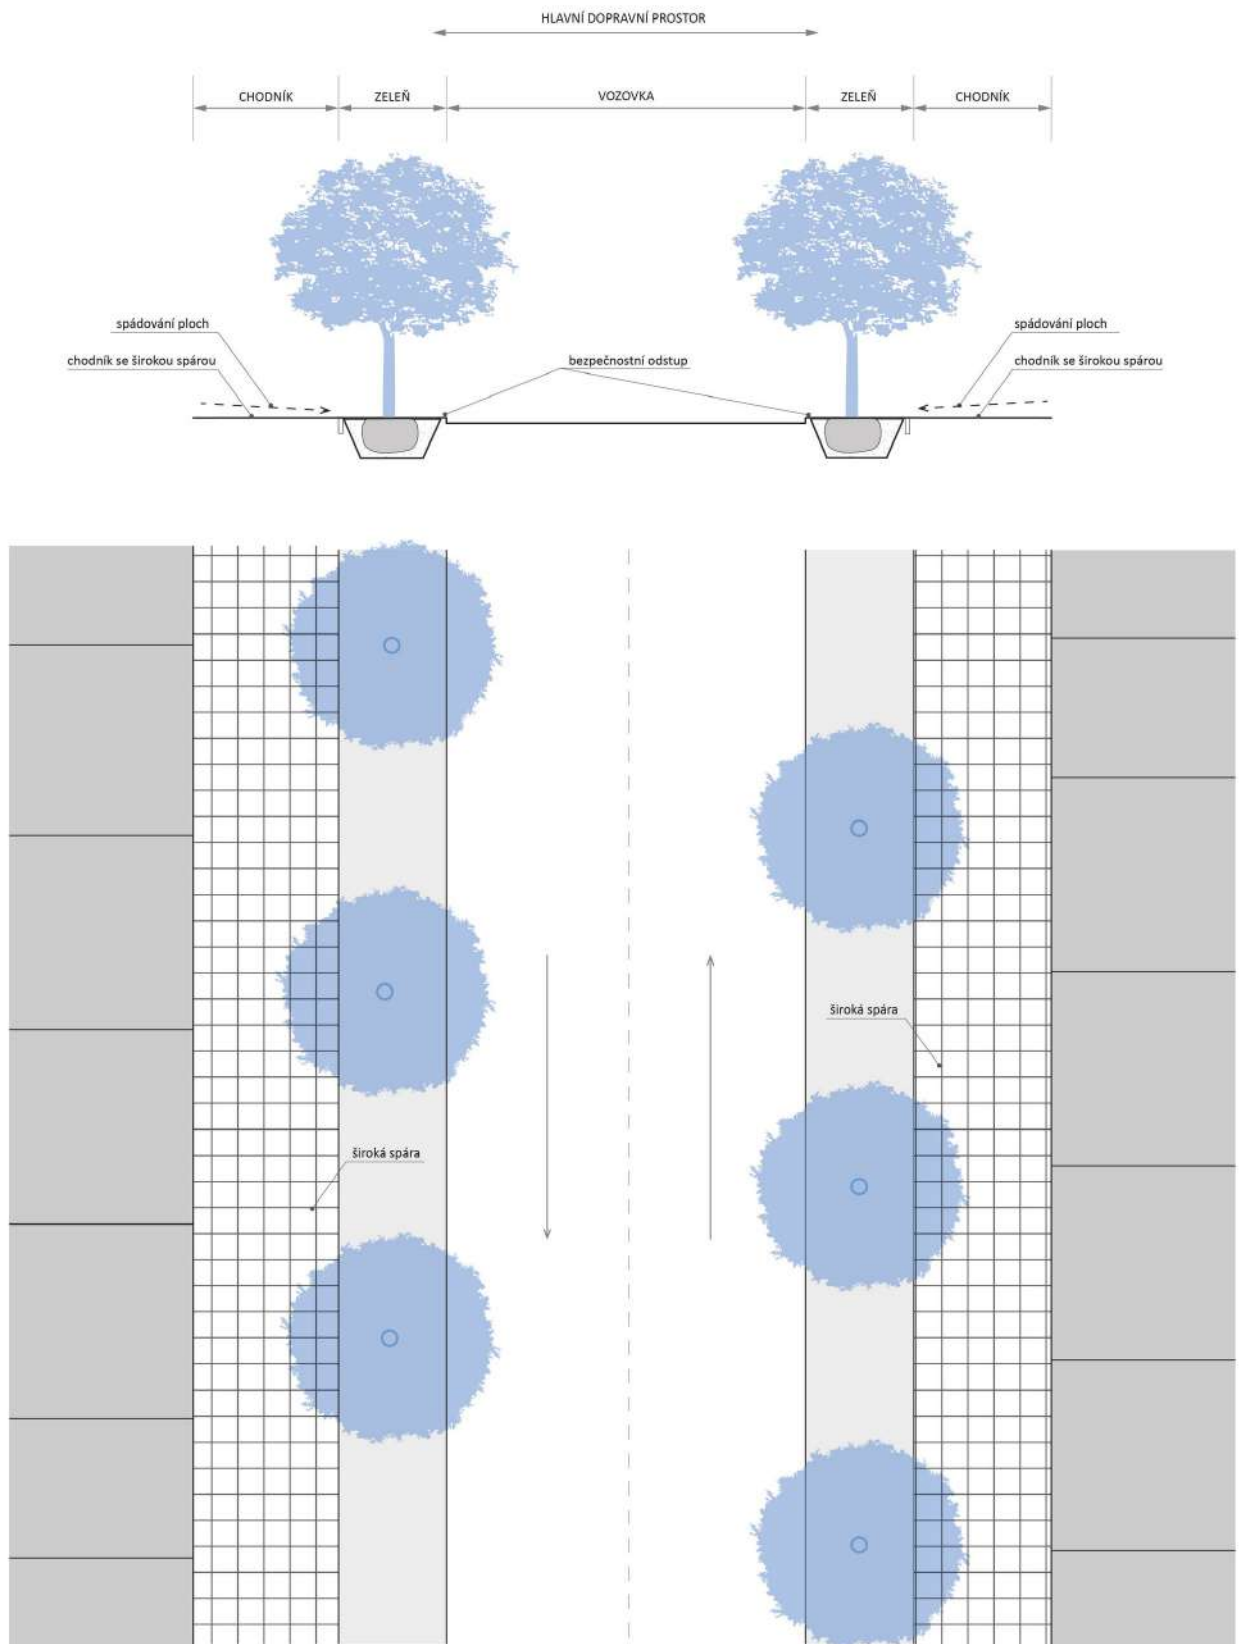 HLAVNÍ DOPRAVNÍ PROSTOR
CHODNÍK
ZELEŇ
VOZOVKA
ZELEŇ
CHODNÍK
spádování ploch
spádování ploch
chodník se širokou spárou
bezpečnostní odstup
chodník se širokou spárou
široká spára
široká spára